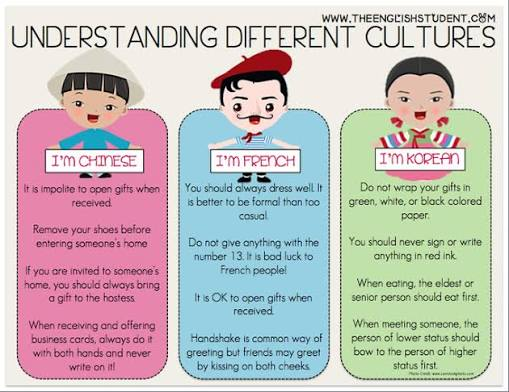 WWW.THEENGLISHSTUDENT.COM
UNDERSTANDING DIFFERENT CULTURES
I'M CHINESE
It is impolite to open gifts when
received.
Remove your shoes before
entering someone's home
If you are invited to someone's
home, you should always bring
a gift to the hostess.
When receiving and offering
business cards, always do it
with both hands and never
write on it!
I'M FRENCH
You should always dress well. It
is better to be formal than too
casual.
Do not give anything with the
number 13. It is bad luck to
French people!
It is OK to open gifts when
received.
Handshake is common way of
greeting but friends may greet
by kissing on both cheeks.
I'M KOREAN
Do not wrap your gifts in
green, white, or black colored
paper.
You should never sign or write
anything in red ink.
When eating, the eldest or
senior person should eat first.
When meeting someone, the
person of lower status should
bow to the person of higher
status first.